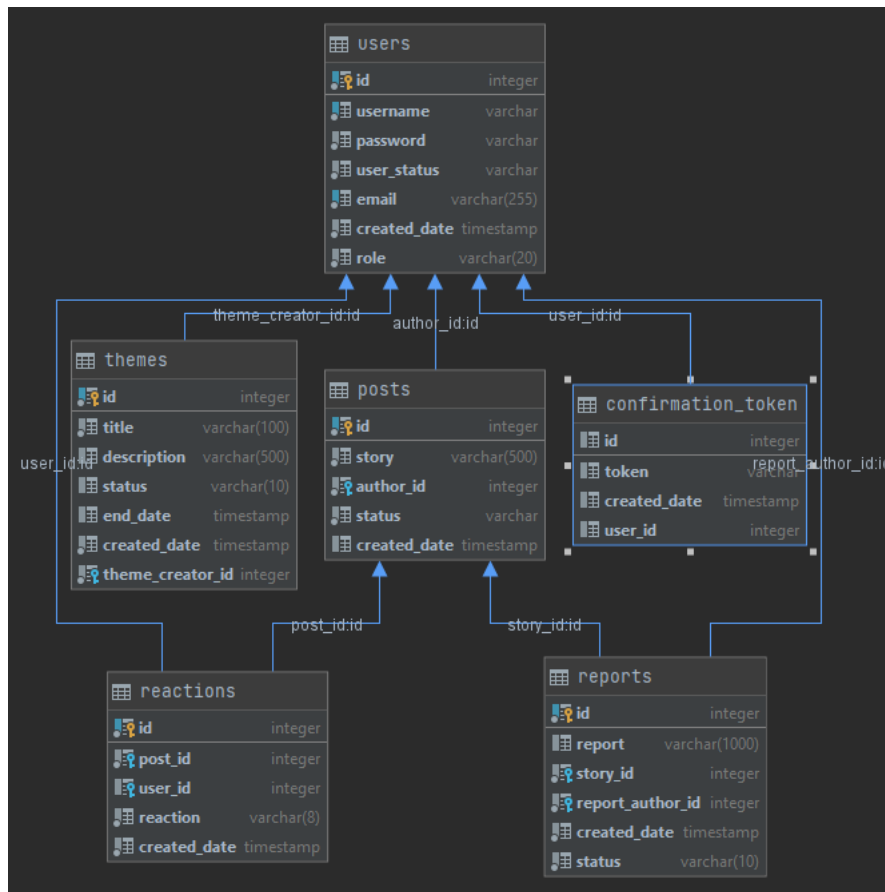 users
id integer
username varchar
password varchar
user_status varchar
email varchar(255)
created_date timestamp
role varchar(20)
theme_creator_id:id
author_id:id
user_id:id
themes
id integer
title varchar(100)
description varchar(500)
status varchar(10)
end_date timestamp
created_date timestamp
theme_creator_id integer
posts
id integer
story varchar(500)
author_id integer
status varchar
created_date timestamp
confirmation_token
id integer
token varchar
created_date timestamp
user_id integer
user_id:id
report_author_id:id
post_id:id
story_id:id
reactions
id integer
post_id integer
user_id integer
reaction varchar(8)
created_date timestamp
reports
id integer
report varchar(1000)
story_id integer
report_author_id integer
created_date timestamp
status varchar(10)